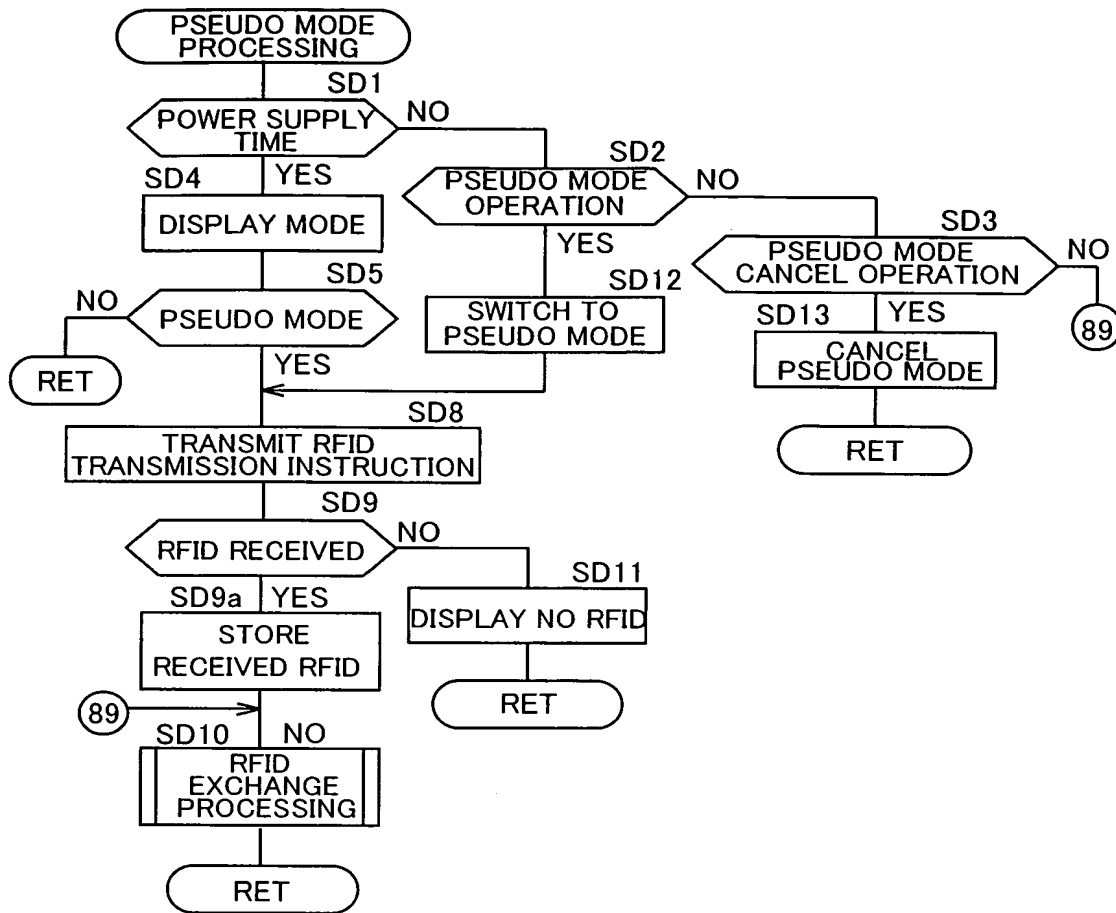 PSEUDO MODE
PROCESSING
SD1
POWER SUPPLY
TIME
NO
SD2
SD4
YES
PSEUDO MODE
OPERATION
NO
DISPLAY MODE
SD3
YES
PSEUDO MODE
CANCEL OPERATION
NO
SD5
SD12
NO
PSEUDO MODE
SWITCH TO
PSEUDO MODE
SD13
YES
89
YES
CANCEL
PSEUDO MODE
RET
SD8
TRANSMIT RFID
TRANSMISSION INSTRUCTION
RET
SD9
NO
RFID RECEIVED
SD11
SD9a
YES
DISPLAY NO RFID
STORE
RECEIVED RFID
RET
89
SD10
NO
RFID
EXCHANGE
PROCESSING
RET